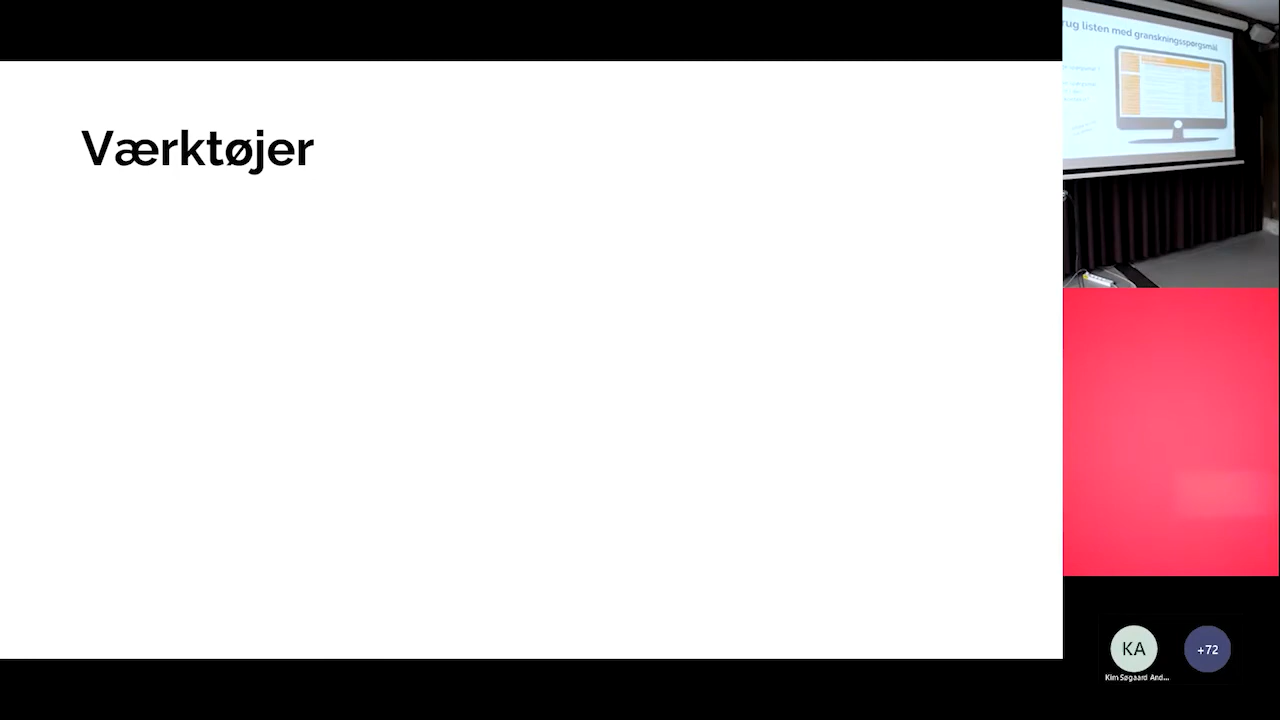 Værktøjer
rug listen med granskningsspørgsmål
KA
+72
Kim Søgaard And...